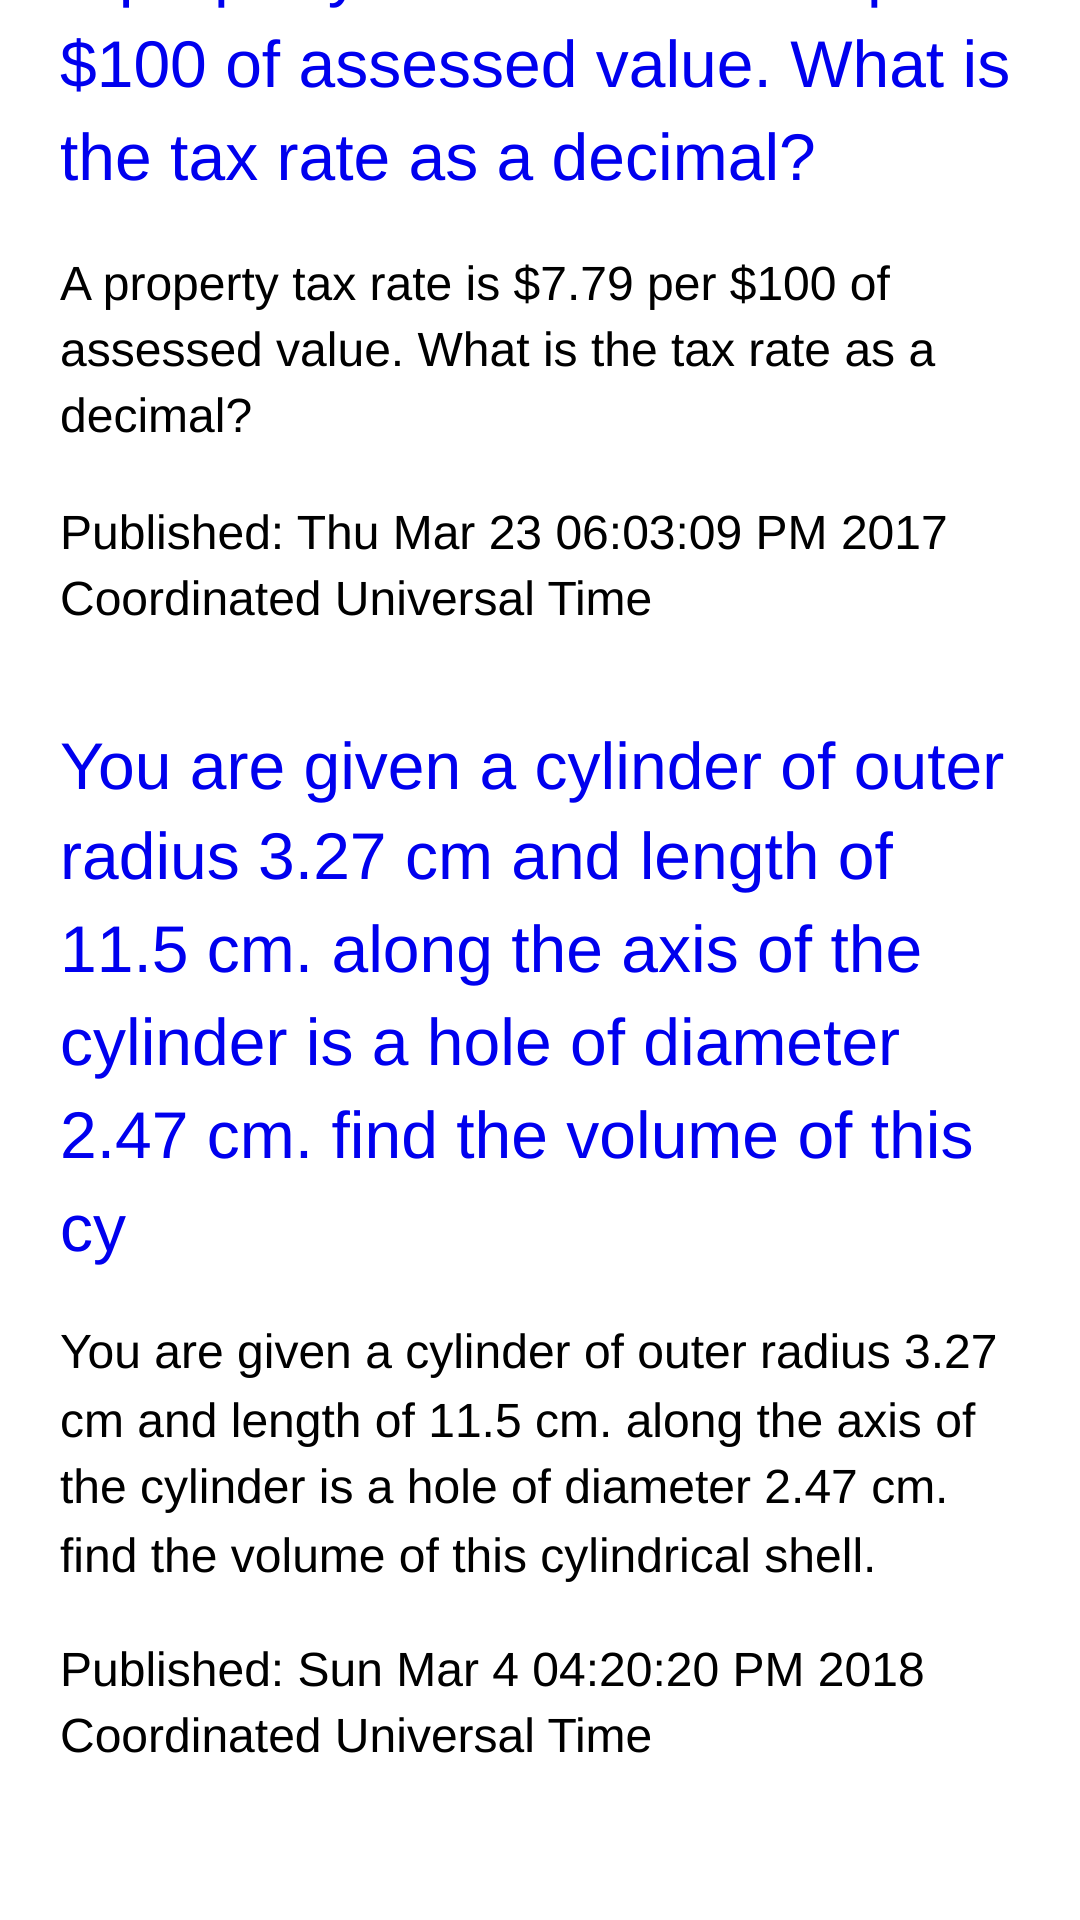 $100 of assessed value. What is
the tax rate as a decimal?
A property tax rate is $7.79 per $100 of
assessed value. What is the tax rate as a
decimal?
Published: Thu Mar 23 06:03:09 PM 2017
Coordinated Universal Time
You are given a cylinder of outer
radius 3.27 cm and length of
11.5 cm. along the axis of the
cylinder is a hole of diameter
2.47 cm. find the volume of this
cy
You are given a cylinder of outer radius 3.27
cm and length of 11.5 cm. along the axis of
the cylinder is a hole of diameter 2.47 cm.
find the volume of this cylindrical shell.
Published: Sun Mar 4 04:20:20 PM 2018
Coordinated Universal Time